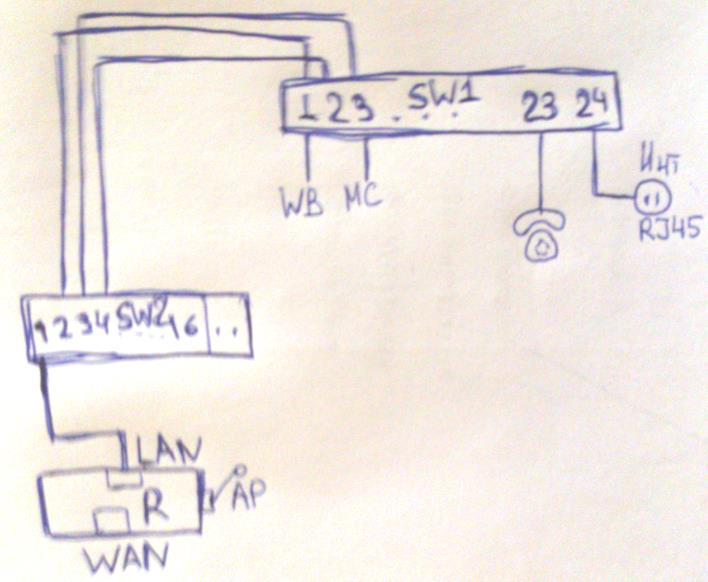 1 2 3 . SW1 23 24
WB MC
Инт
RJ45
1 2 3 4 SW2 16 . .
LAN
R
AP
WAN